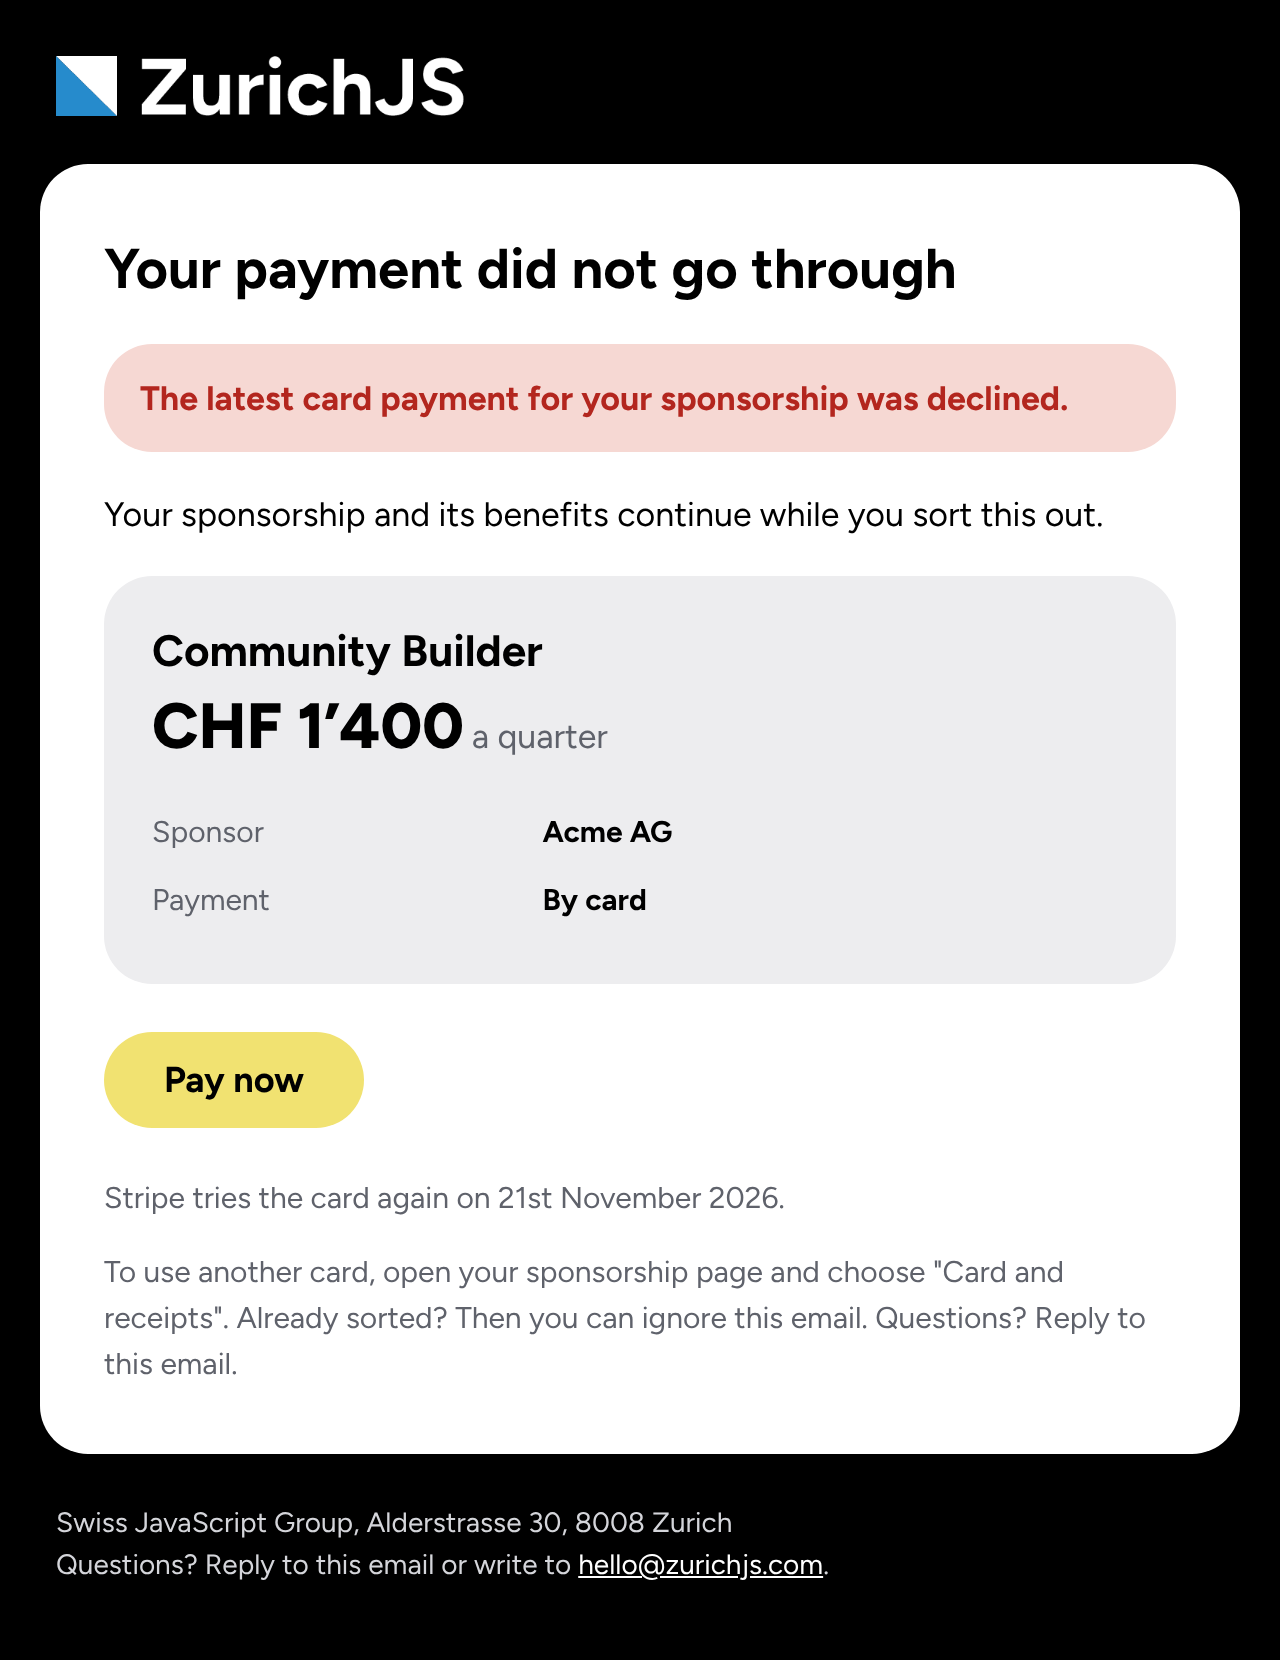 ZurichJS
Your payment did not go through
The latest card payment for your sponsorship was declined.
Your sponsorship and its benefits continue while you sort this out.
Community Builder
CHF 1’400 a quarter
Sponsor Acme AG
Payment By card
Pay now
Stripe tries the card again on 21st November 2026.
To use another card, open your sponsorship page and choose "Card and
receipts". Already sorted? Then you can ignore this email. Questions? Reply to
this email.
Swiss JavaScript Group, Alderstrasse 30, 8008 Zurich
Questions? Reply to this email or write to hello@zurichjs.com.